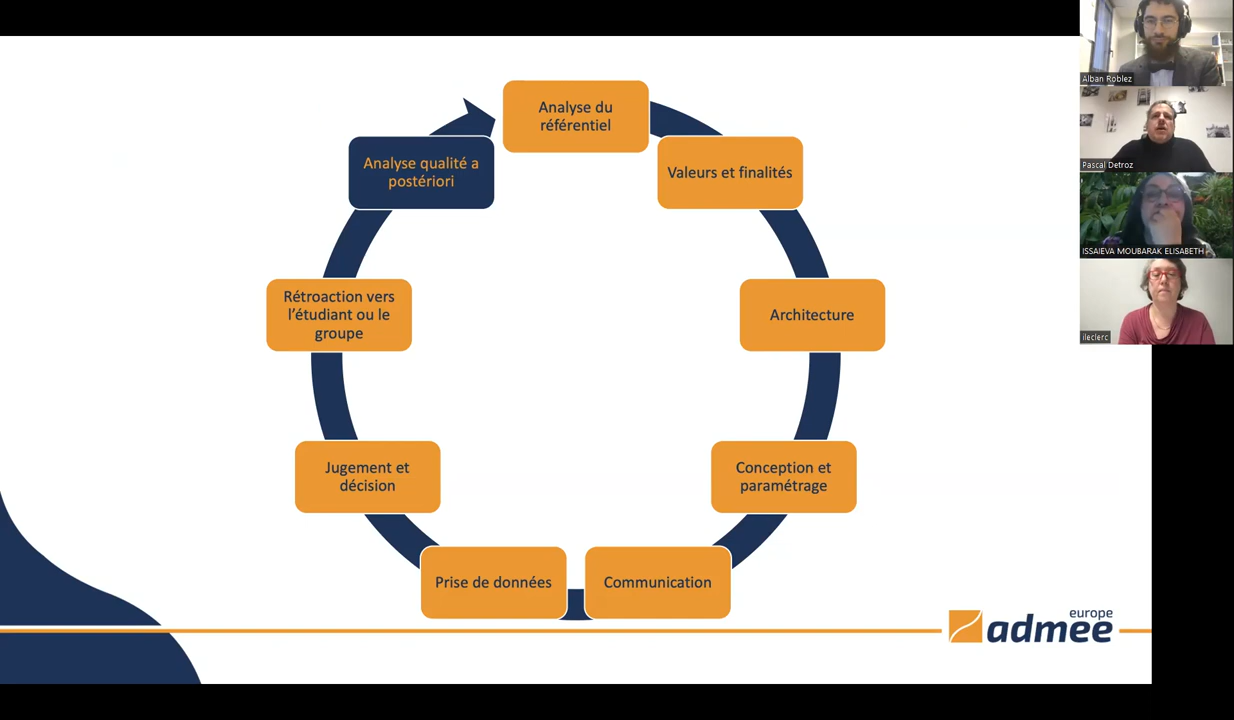 Analyse du
référentiel
Valeurs et finalités
Architecture
Conception et
paramétrage
Communication
Prise de données
Jugement et
décision
Rétroaction vers
l'étudiant ou le
groupe
Analyse qualité a
postériori
europe
admee
Alban Roblez
Pascal Detroz
ISSAIEVA MOUBARAK ELISABETH
ileclerc